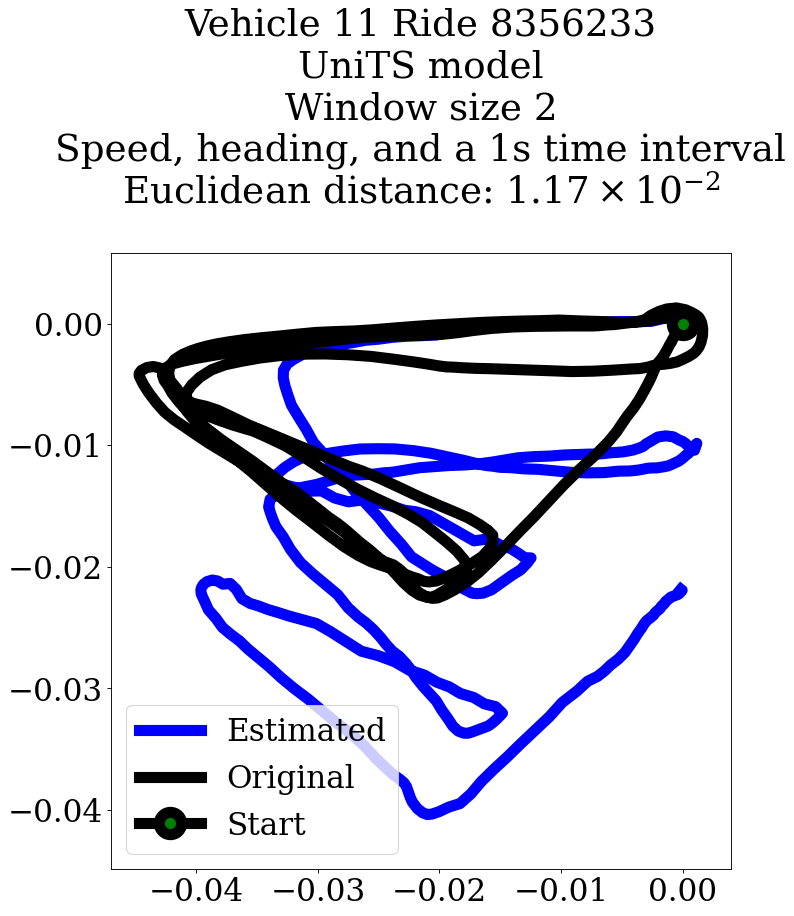 Vehicle 11 Ride 8356233
UniTS model
Window size 2
Speed, heading, and a 1s time interval
Euclidean distance: 1.17 × 10⁻²
0.00
−0.01
−0.02
−0.03
−0.04
Estimated
Original
Start
−0.04 −0.03 −0.02 −0.01 0.00